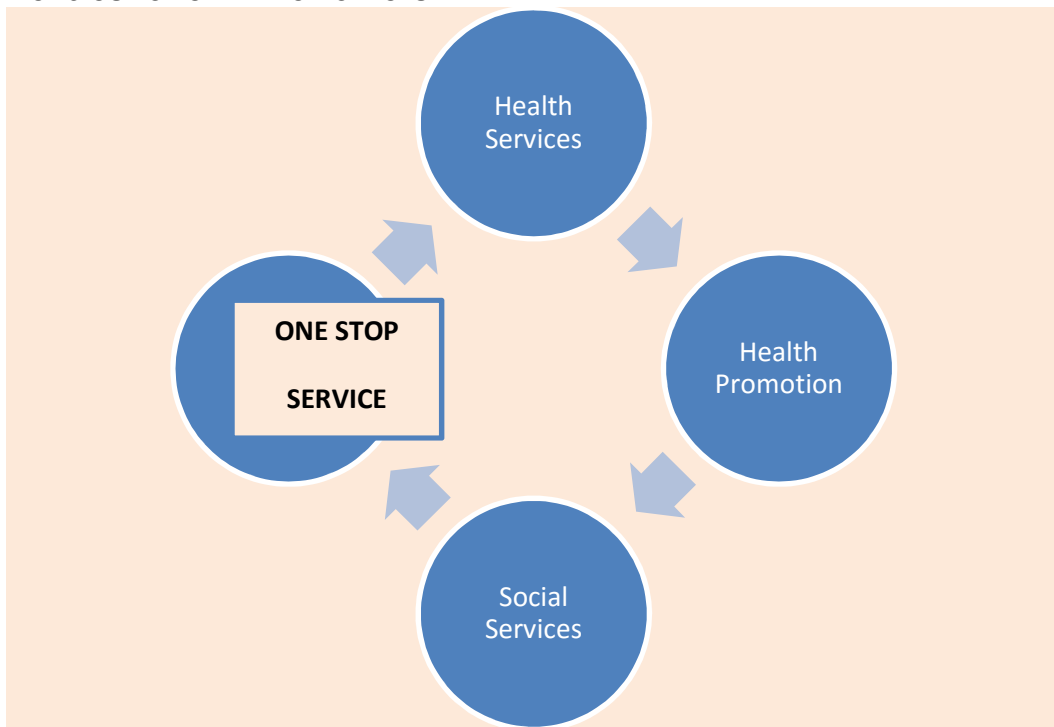 Health
Services
ONE STOP
SERVICE
Health
Promotion
Social
Services